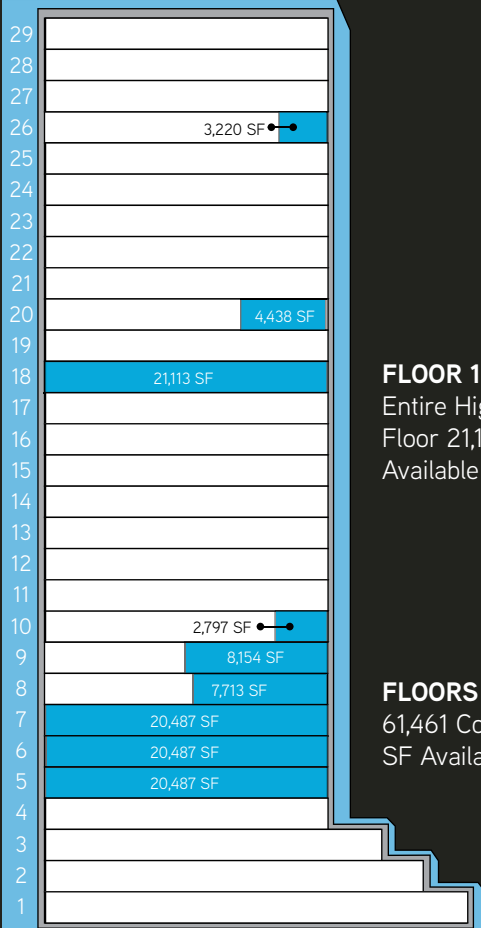 29
28
27
26 3,220 SF
25
24
23
22
21
20 4,438 SF
19
18 21,113 SF
17
16
15
14
13
12
11
10 2,797 SF
9 8,154 SF
8 7,713 SF
7 20,487 SF
6 20,487 SF
5 20,487 SF
4
3
2
1
FLOOR 1
Entire Hig
Floor 21,1
Available
FLOORS
61,461 Co
SF Availa